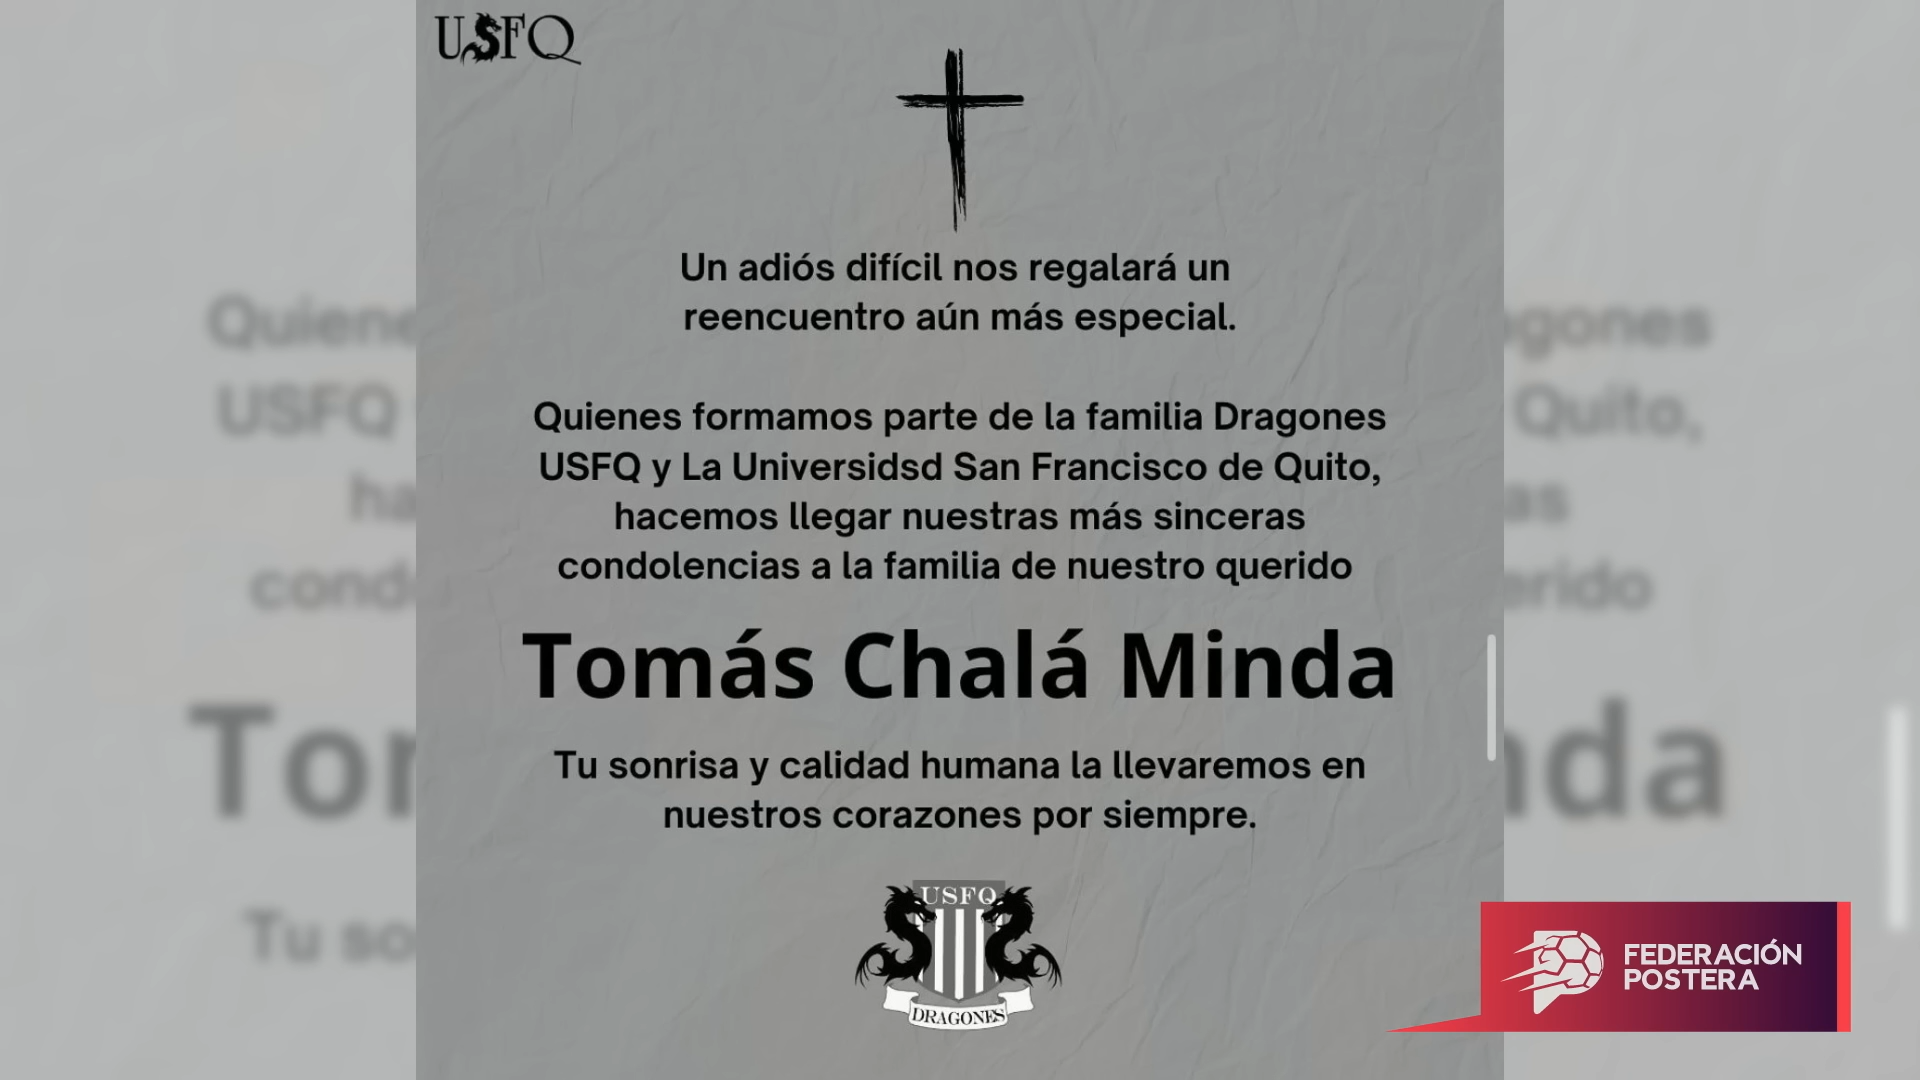 USFQ
Un adiós difícil nos regalará un
reencuentro aún más especial.
Quienes formamos parte de la familia Dragones
USFQ y La Universidsd San Francisco de Quito,
hacemos llegar nuestras más sinceras
condolencias a la familia de nuestro querido
Tomás Chalá Minda
Tu sonrisa y calidad humana la llevaremos en
nuestros corazones por siempre.
USFQ
DRAGONES
FEDERACIÓN
POSTERA